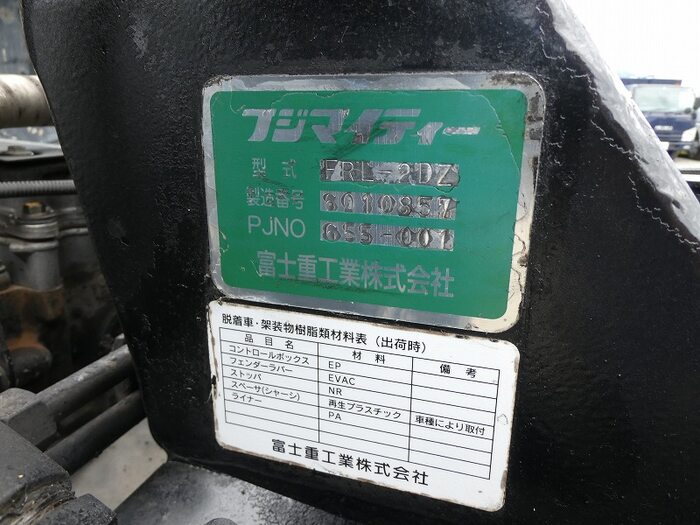 フジマイティー
型式 FRL-2DZ
製造番号 8010857
PJNO 655-001
富士重工業株式会社
脱着車・架装物樹脂類材料表(出荷時)
品目名 材料 備考
コントロールボックス EP
フェンダーラバー EVAC
ストッパ NR
スペーサ(シャーシ) 再生プラスチック 車種により取付
ライナー PA
富士重工業株式会社